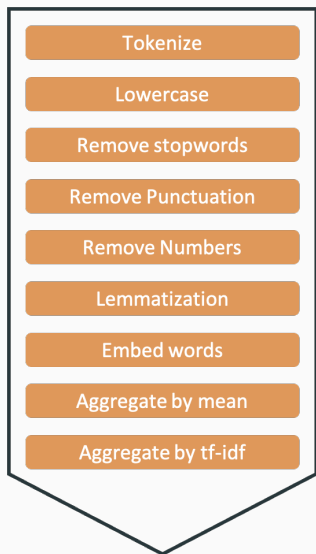 Tokenize
Lowercase
Remove stopwords
Remove Punctuation
Remove Numbers
Lemmatization
Embed words
Aggregate by mean
Aggregate by tf-idf